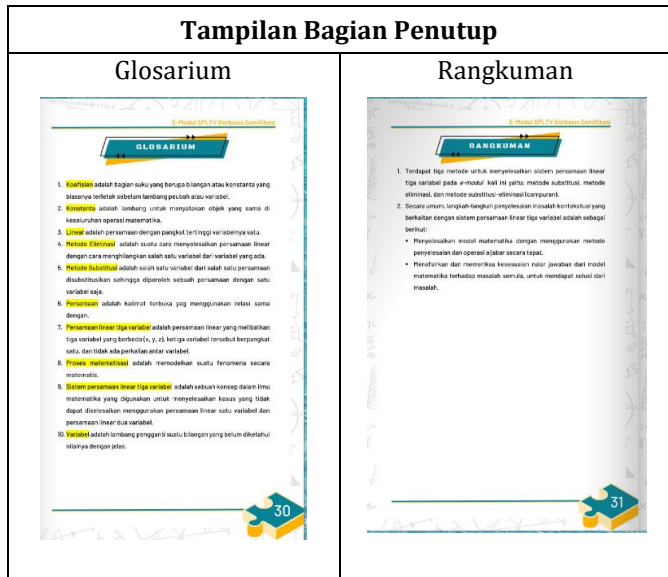 Tampilan Bagian Penutup
Glosarium
E-Modul SPLTV Berbasis Gamifikasi
GLOSARIUM
1. Koefisien adalah bagian suku yang berupa bilangan atau konstanta yang
biasanya terletak sebelum lambang peubah atau variabel.
2. Konstanta adalah lambang untuk menyatakan objek yang sama di
keseluruhan operasi matematika.
3. Linear adalah persamaan dengan pangkat tertinggi variabelnya satu.
4. Metode Eliminasi adalah suatu cara menyelesaikan persamaan linear
dengan cara menghilangkan salah satu variabel dari variabel yang ada.
5. Metode Substitusi adalah salah satu variabel dari salah satu persamaan
disubstitusikan sehingga diperoleh sebuah persamaan dengan satu
variabel saja.
6. Persamaan adalah kalimat terbuka yag menggunakan relasi sama
dengan.
7. Persamaan linear tiga variabel adalah persamaan linear yang melibatkan
tiga variabel yang berbeda (x, y, z), ketiga variabel tersebut berpangkat
satu, dan tidak ada perkalian antar variabel.
8. Proses matematisasi adalah memodelkan suatu fenomena secara
matematis.
9. Sistem persamaan linear tiga variabel adalah sebuah konsep dalam ilmu
matematika yang digunakan untuk menyelesaikan kasus yang tidak
dapat diselesaikan menggunakan persamaan linear satu variabel dan
persamaan linear dua variabel.
10. Variabel adalah lambang pengganti suatu bilangan yang belum diketahui
nilainya dengan jelas.
30
Rangkuman
E-Modul SPLTV Berbasis Gamifikasi
RANGKUMAN
1. Terdapat tiga metode untuk menyelesaikan sistem persamaan linear
tiga variabel pada e-modul kali ini yaitu: metode substitusi, metode
eliminasi, dan metode substitusi-eliminasi (campuran).
2. Secara umum, langkah-langkah penyelesaian masalah kontekstual yang
berkaitan dengan sistem persamaan linear tiga variabel adalah sebagai
berikut:
• Menyelesaikan model matematika dengan menggunakan metode
penyelesaian dan operasi aljabar secara tepat.
• Menafsirkan dan memeriksa kesesuaian nalar jawaban dari model
matematika terhadap masalah semula, untuk mendapat solusi dari
masalah.
31